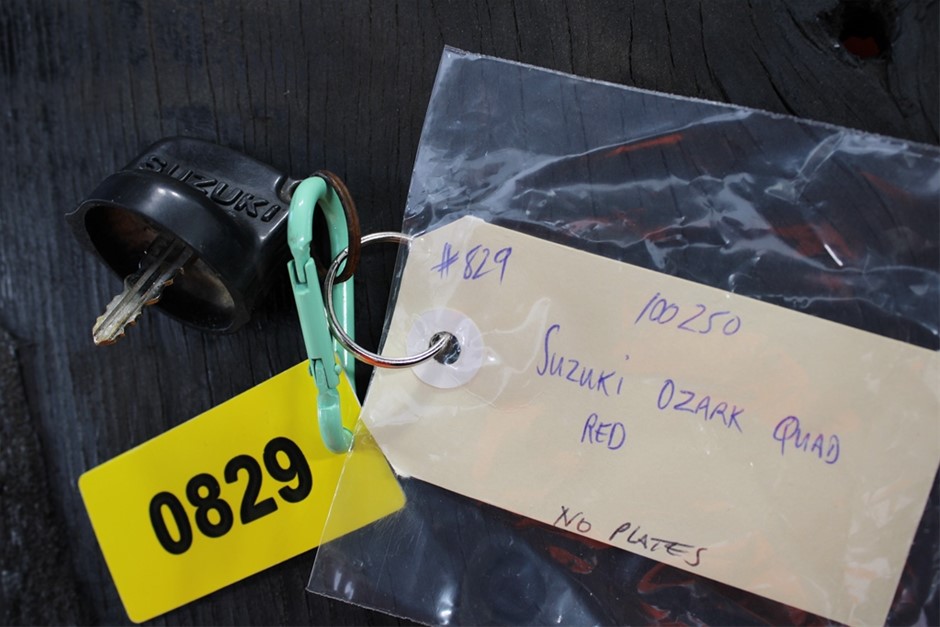 SUZUKI
#829
100250
SUZUKI OZARK QUAD
RED
NO PLATES
0829